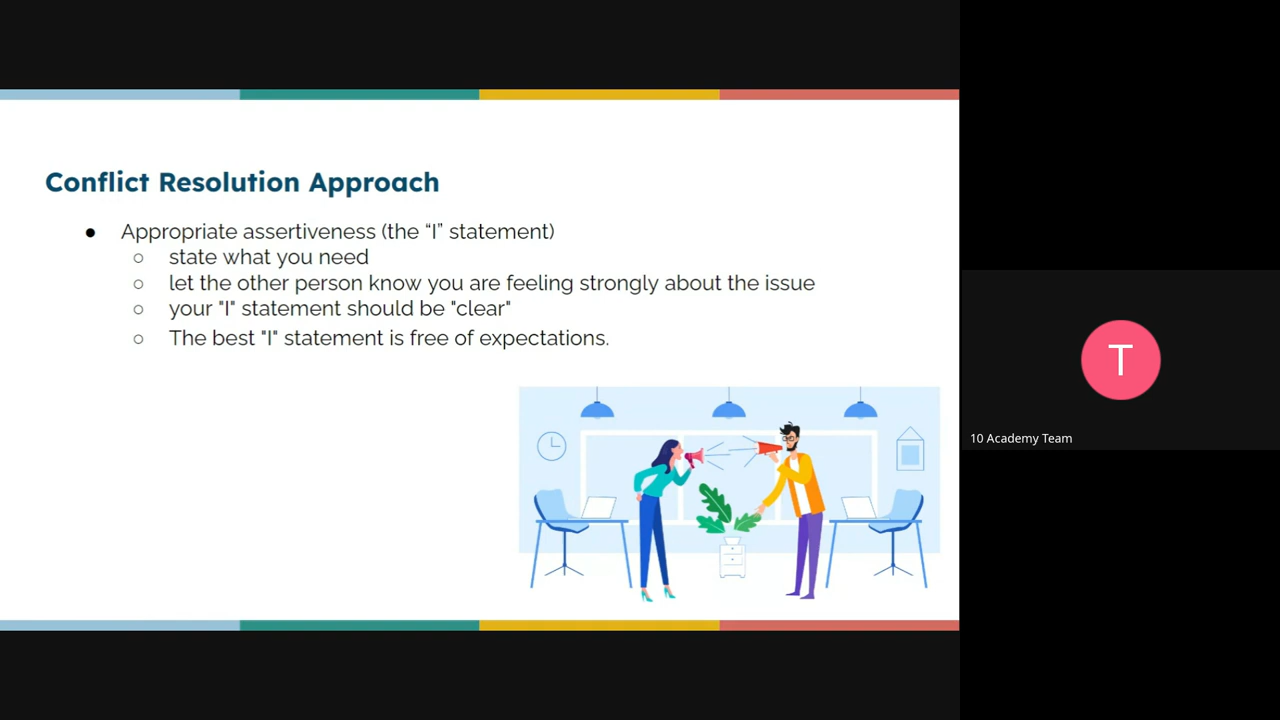 Conflict Resolution Approach
● Appropriate assertiveness (the “I” statement)
○ state what you need
○ let the other person know you are feeling strongly about the issue
○ your "I" statement should be "clear"
○ The best "I" statement is free of expectations.
T
10 Academy Team